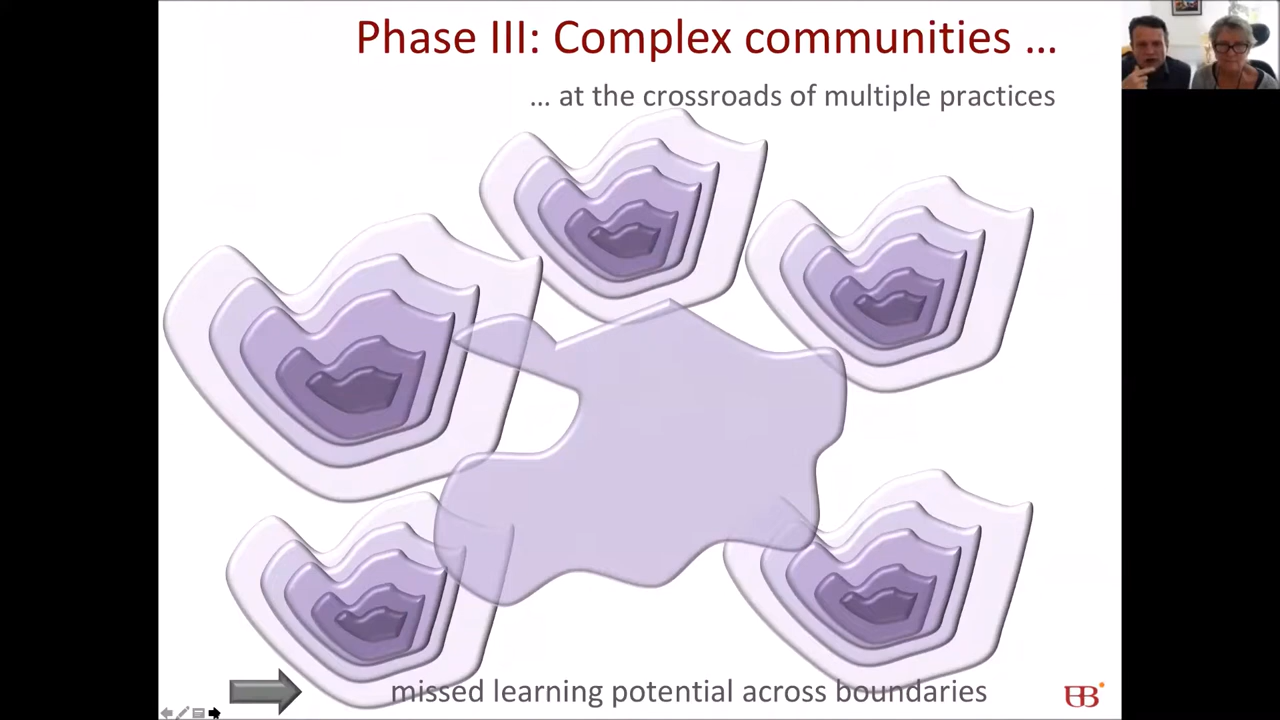 Phase III: Complex communities ...
... at the crossroads of multiple practices
missed learning potential across boundaries